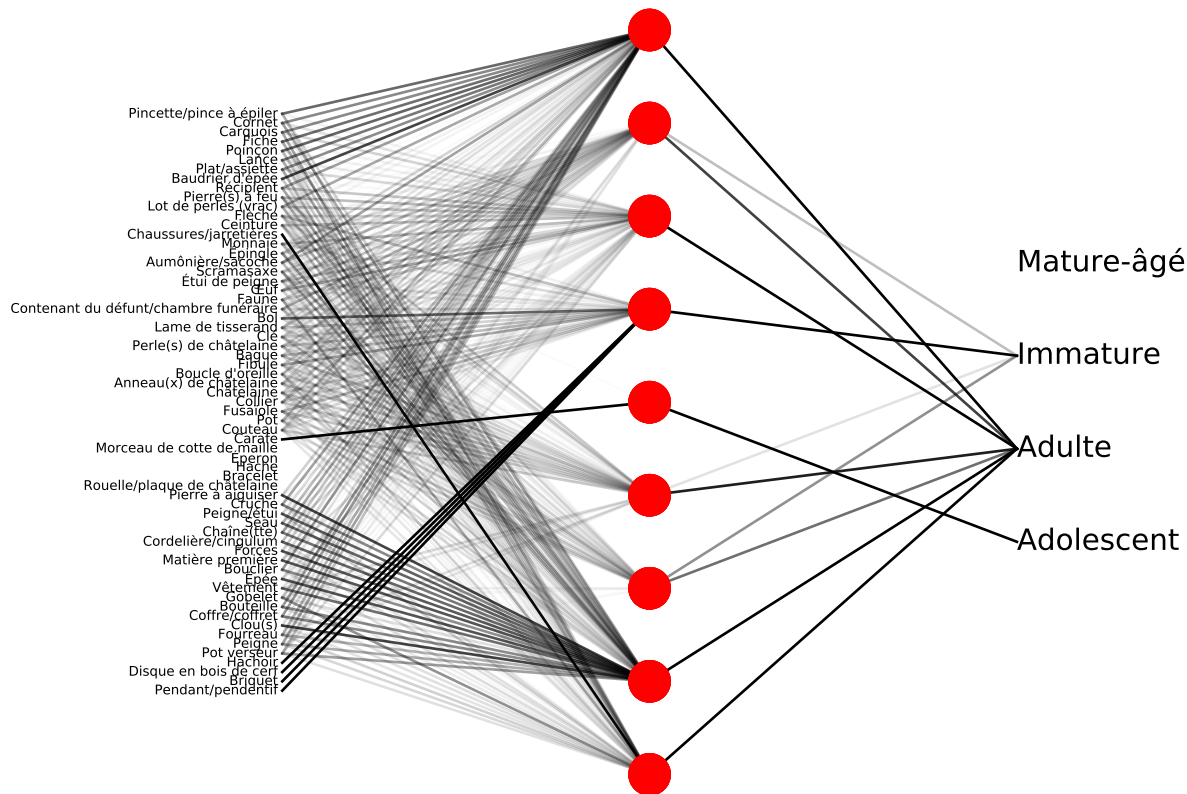 Pincette/pince à épiler
Cornet
Carquois
Fiche
Poinçon
Lance
Plat/assiette
Baudrier d'épée
Récipient
Pierre(s) à feu
Lot de perles (vrac)
Flèche
Ceinture
Chaussures/jarretières
Monnaie
Épingle
Aumônière/sacoche
Scramasaxe
Étui de peigne
Œuf
Faune
Contenant du défunt/chambre funéraire
Bol
Lame de tisserand
Clé
Perle(s) de châtelaine
Bague
Fibule
Boucle d'oreille
Anneau(x) de châtelaine
Châtelaine
Collier
Fusaïole
Pot
Couteau
Carafe
Morceau de cotte de maille
Éperon
Hache
Bracelet
Rouelle/plaque de châtelaine
Pierre à aiguiser
Cruche
Peigne/étui
Seau
Chaîne(tte)
Cordelière/cingulum
Forces
Matière première
Bouclier
Épée
Vêtement
Gobelet
Bouteille
Coffre/coffret
Clou(s)
Fourreau
Peigne
Pot verseur
Hachoir
Disque en bois de cerf
Briquet
Pendant/pendentif
Mature-âgé
Immature
Adulte
Adolescent